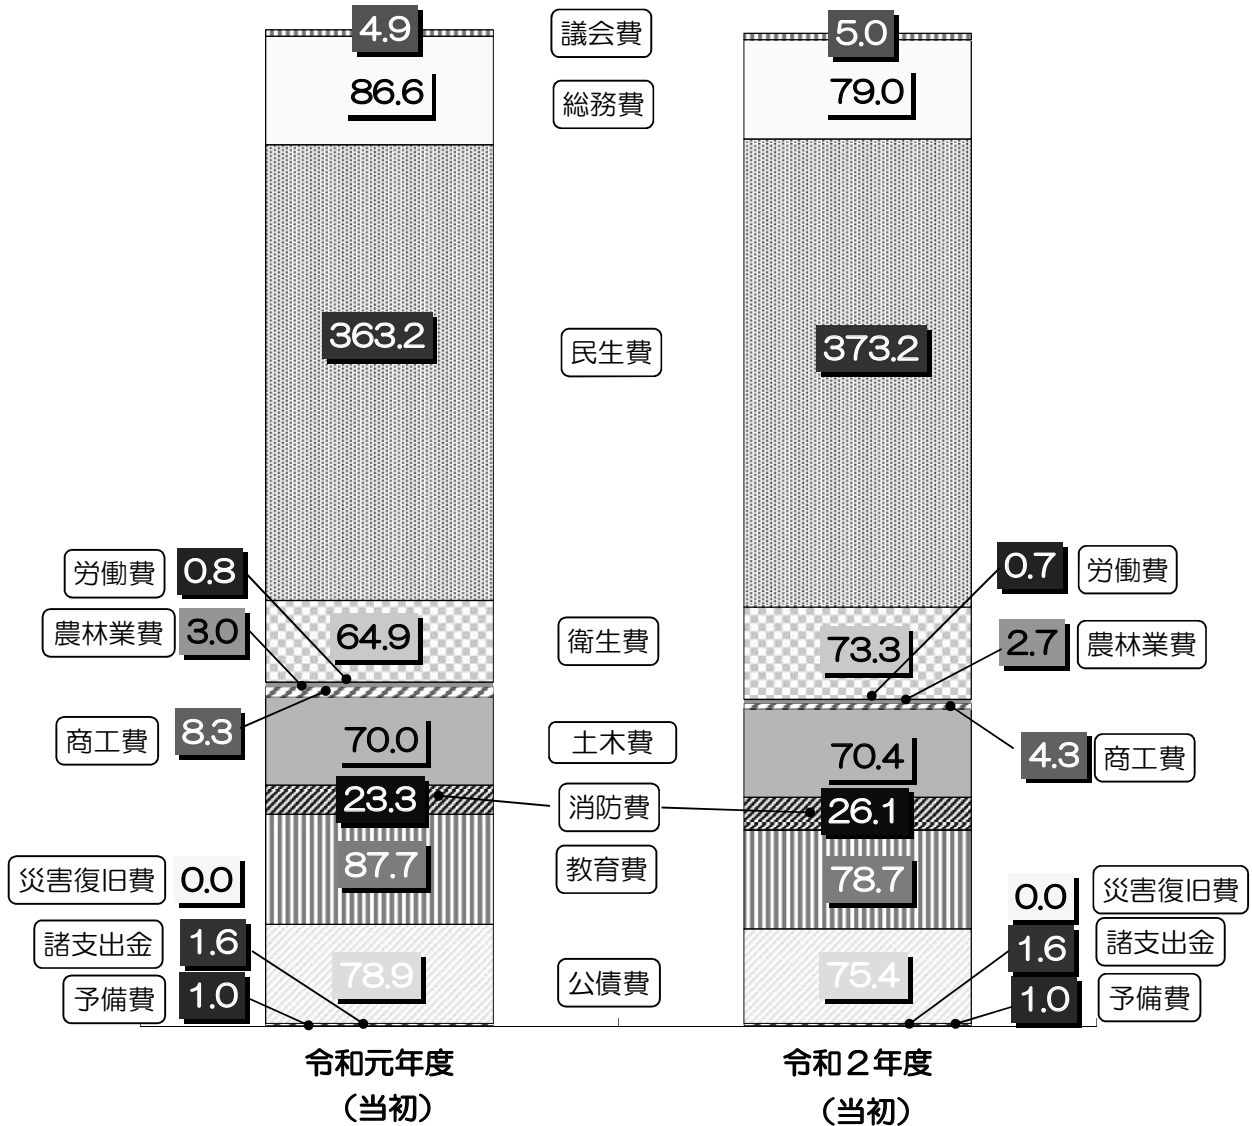 4.9 議会費 5.0
86.6 総務費 79.0
363.2 民生費 373.2
労働費 0.8 0.7 労働費
農林業費 3.0 64.9 衛生費 73.3 2.7 農林業費
商工費 8.3 70.0 土木費 70.4 4.3 商工費
23.3 消防費 26.1
災害復旧費 0.0 87.7 教育費 78.7 0.0 災害復旧費
諸支出金 1.6 1.6 諸支出金
予備費 1.0 78.9 公債費 75.4 1.0 予備費
令和元年度 令和2年度
(当初) (当初)